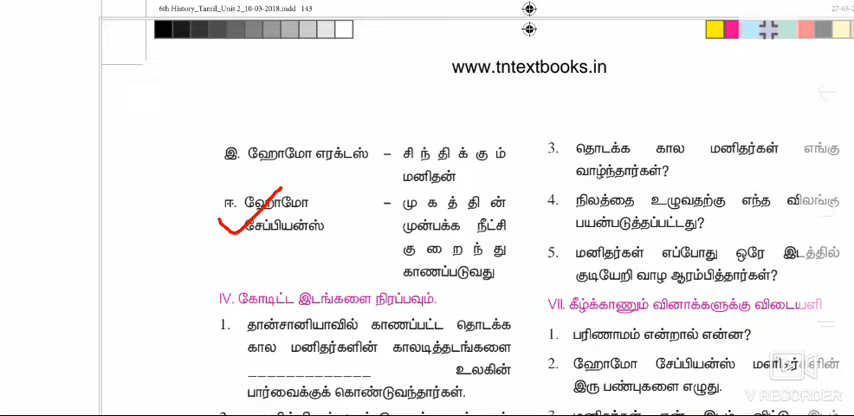 6th History_Tamil_Unit 2_10-03-2018.indd 143
27-03-
www.tntextbooks.in
இ. ஹோமோ எரக்டஸ் – சிந்திக்கும்
மனிதன்
ஈ. ஹோமோ – முகத்தின்
சேப்பியன்ஸ் முன்பக்க நீட்சி
குறைந்து
காணப்படுவது
IV. கோடிட்ட இடங்களை நிரப்பவும்.
1. தான்சானியாவில் காணப்பட்ட தொடக்க
கால மனிதர்களின் காலடித்தடங்களை
_____________ உலகின்
பார்வைக்குக் கொண்டுவந்தார்கள்.
3. தொடக்க கால மனிதர்கள் எங்கு
வாழ்ந்தார்கள்?
4. நிலத்தை உழுவதற்கு எந்த விலங்கு
பயன்படுத்தப்பட்டது?
5. மனிதர்கள் எப்போது ஒரே இடத்தில்
குடியேறி வாழ ஆரம்பித்தார்கள்?
VII. கீழ்க்காணும் வினாக்களுக்கு விடையளி
1. பரிணாமம் என்றால் என்ன?
2. ஹோமோ சேப்பியன்ஸ் மனிதர்களின்
இரு பண்புகளை எழுது.
V RECORDER